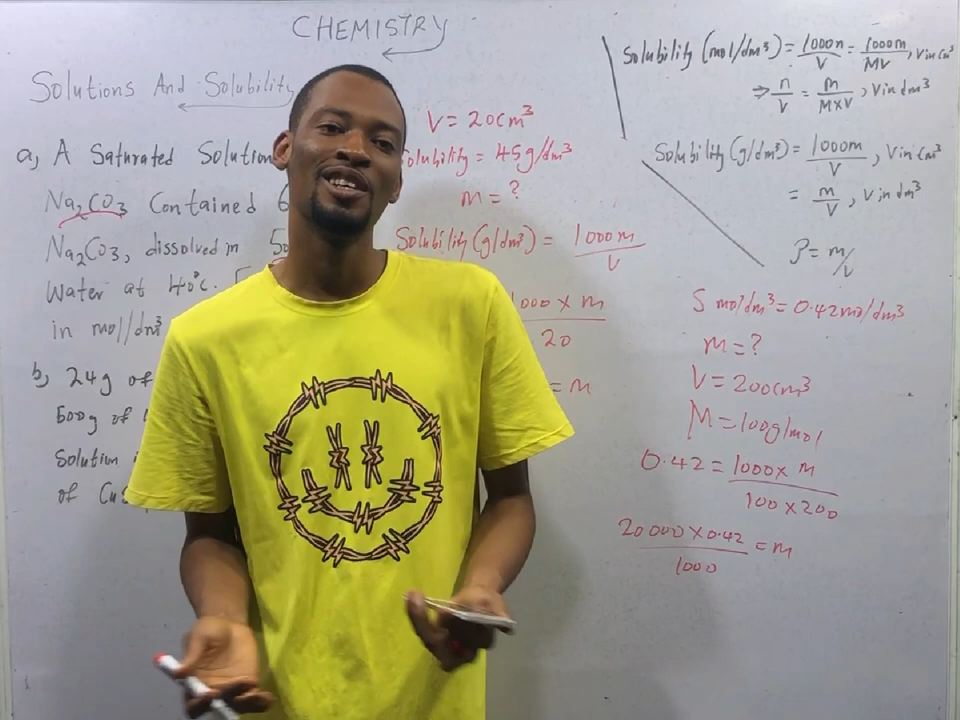 CHEMISTRY
Solutions And Solubility
a, A Saturated Solution
Na2CO3 Contained 6
Na2CO3, dissolved in 50
Water at 40°c.
in mol/dm³
b, 24g of
500g of
Solution
of
V = 20cm³
Solubility = 45g/dm³
m = ?
Solubility (g/dm³) = 1000m
V
1000 x m
20
= m
Solubility (mol/dm³) = 1000n = 1000m , V in cm³
V MV
⇒ n = m , V in dm³
V MxV
Solubility (g/dm³) = 1000m , V in cm³
V
= m , V in dm³
V
ρ = m/v
S mol/dm³ = 0.42mol/dm³
m = ?
V = 200cm³
M = 100g/mol
0.42 = 1000x m
100 x 200
20000 x 0.42 = m
1000